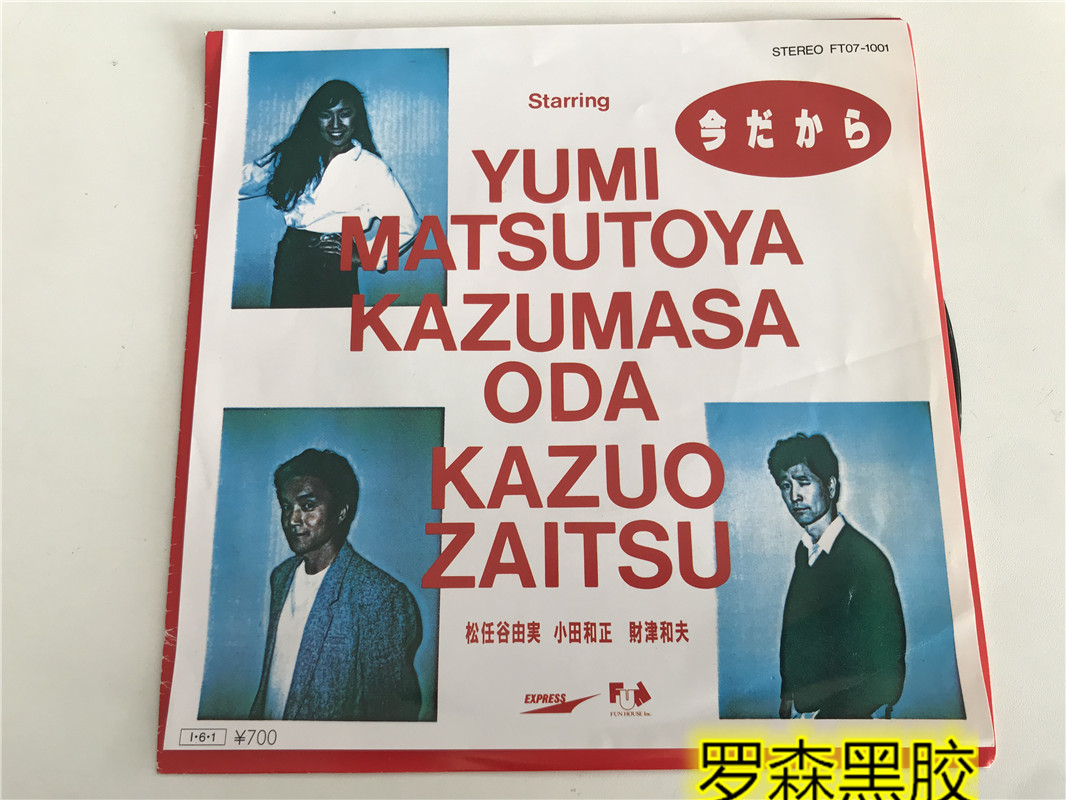 STEREO FT07-1001
Starring
今だから
YUMI
MATSUTOYA
KAZUMASA
ODA
KAZUO
ZAITSU
松任谷由実 小田和正 財津和夫
EXPRESS
FUN
FUN HOUSE Inc.
I·6·1 ¥700
罗森黑胶